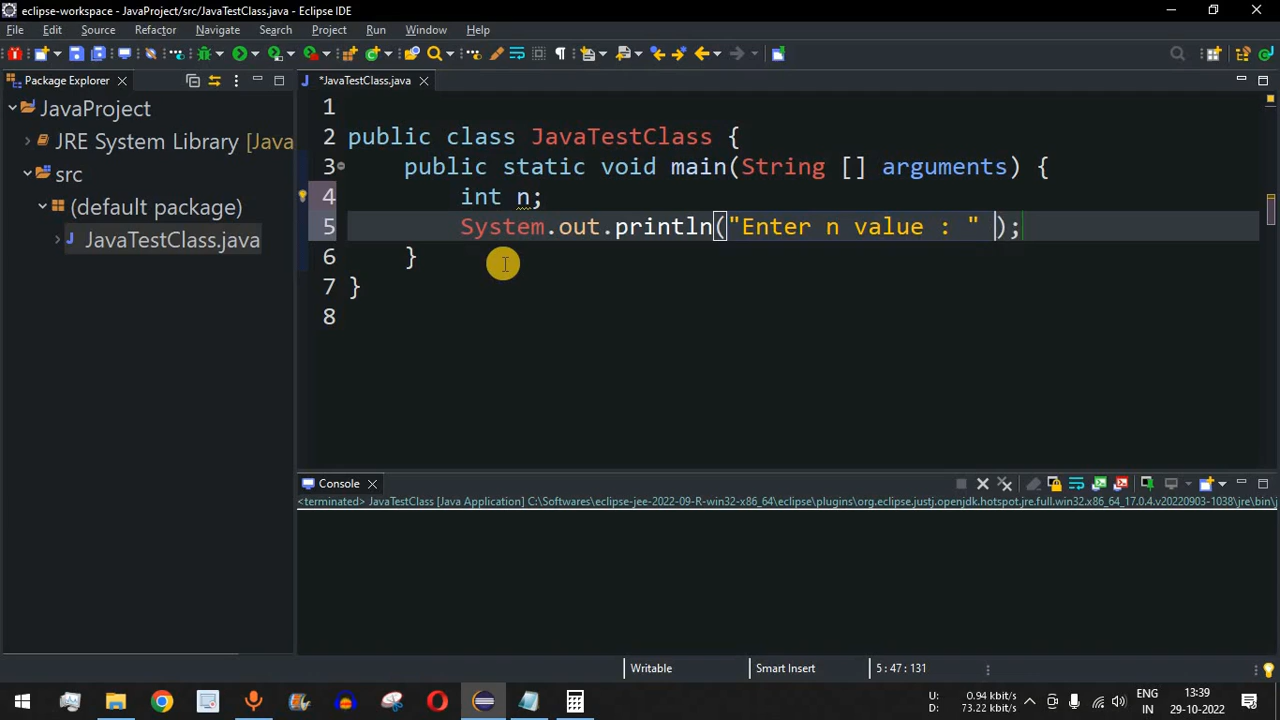 eclipse-workspace - JavaProject/src/JavaTestClass.java - Eclipse IDE
File Edit Source Refactor Navigate Search Project Run Window Help
Package Explorer
*JavaTestClass.java
JavaProject
JRE System Library [Java
src
(default package)
JavaTestClass.java
1
2 public class JavaTestClass {
3 public static void main(String [] arguments) {
4 int n;
5 System.out.println("Enter n value : " );
6 }
7 }
8
Console
<terminated> JavaTestClass [Java Application] C:\Softwares\eclipse-jee-2022-09-R-win32-x86_64\eclipse\plugins\org.eclipse.justj.openjdk.hotspot.jre.full.win32.x86_64_17.0.4.v20220903-1038\jre\bin\j
Writable Smart Insert 5 : 47 : 131
U: 0.94 kbit/s
D: 73.22 kbit/s
ENG
IN
13:39
29-10-2022